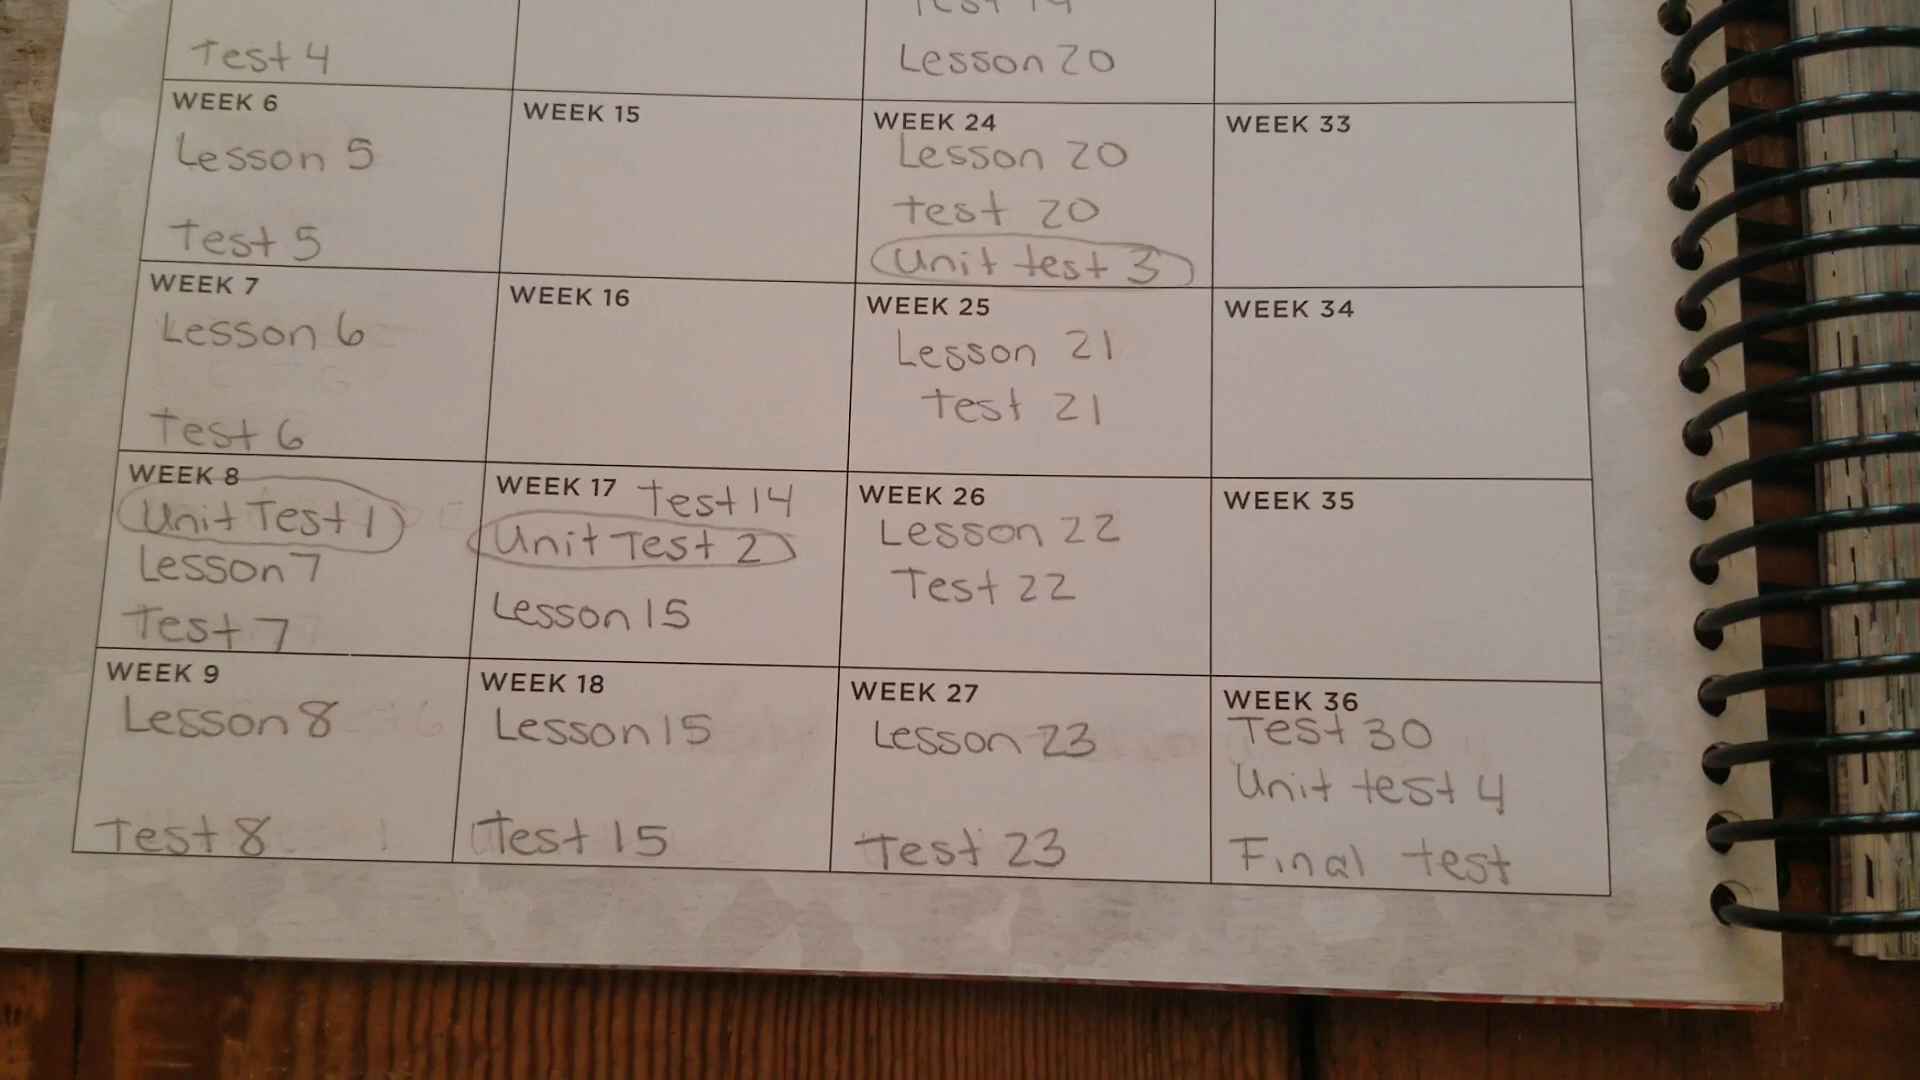 Test 14
Test 4
Lesson 20
WEEK 6
Lesson 5
Test 5
WEEK 15
WEEK 24
Lesson 20
test 20
Unit test 3
WEEK 33
WEEK 7
Lesson 6
Test 6
WEEK 16
WEEK 25
Lesson 21
test 21
WEEK 34
WEEK 8
Unit Test 1
Lesson 7
Test 7
WEEK 17 Test 14
Unit Test 2
Lesson 15
WEEK 26
Lesson 22
Test 22
WEEK 35
WEEK 9
Lesson 8
Test 8
WEEK 18
Lesson 15
Test 15
WEEK 27
Lesson 23
Test 23
WEEK 36
Test 30
Unit test 4
Final test